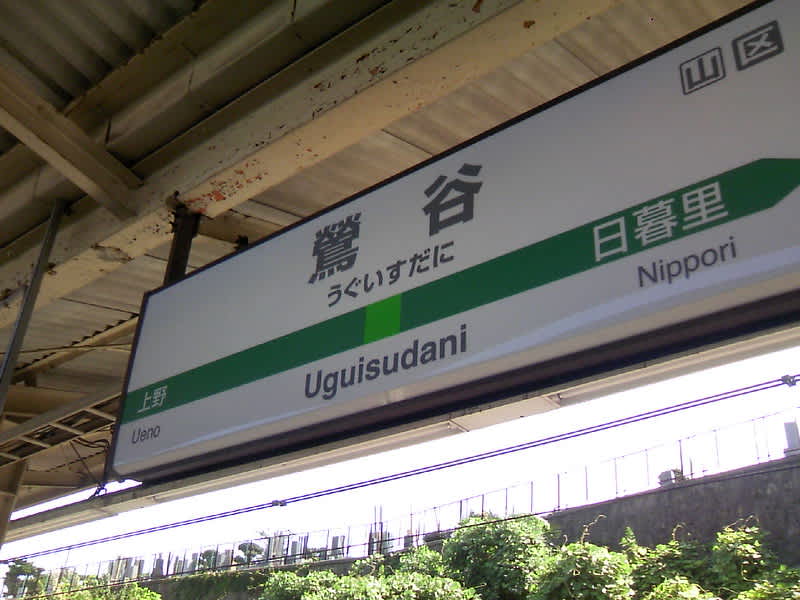 山 区
鶯 谷
うぐいすだに
日暮里
Nippori
Uguisudani
上野
Ueno